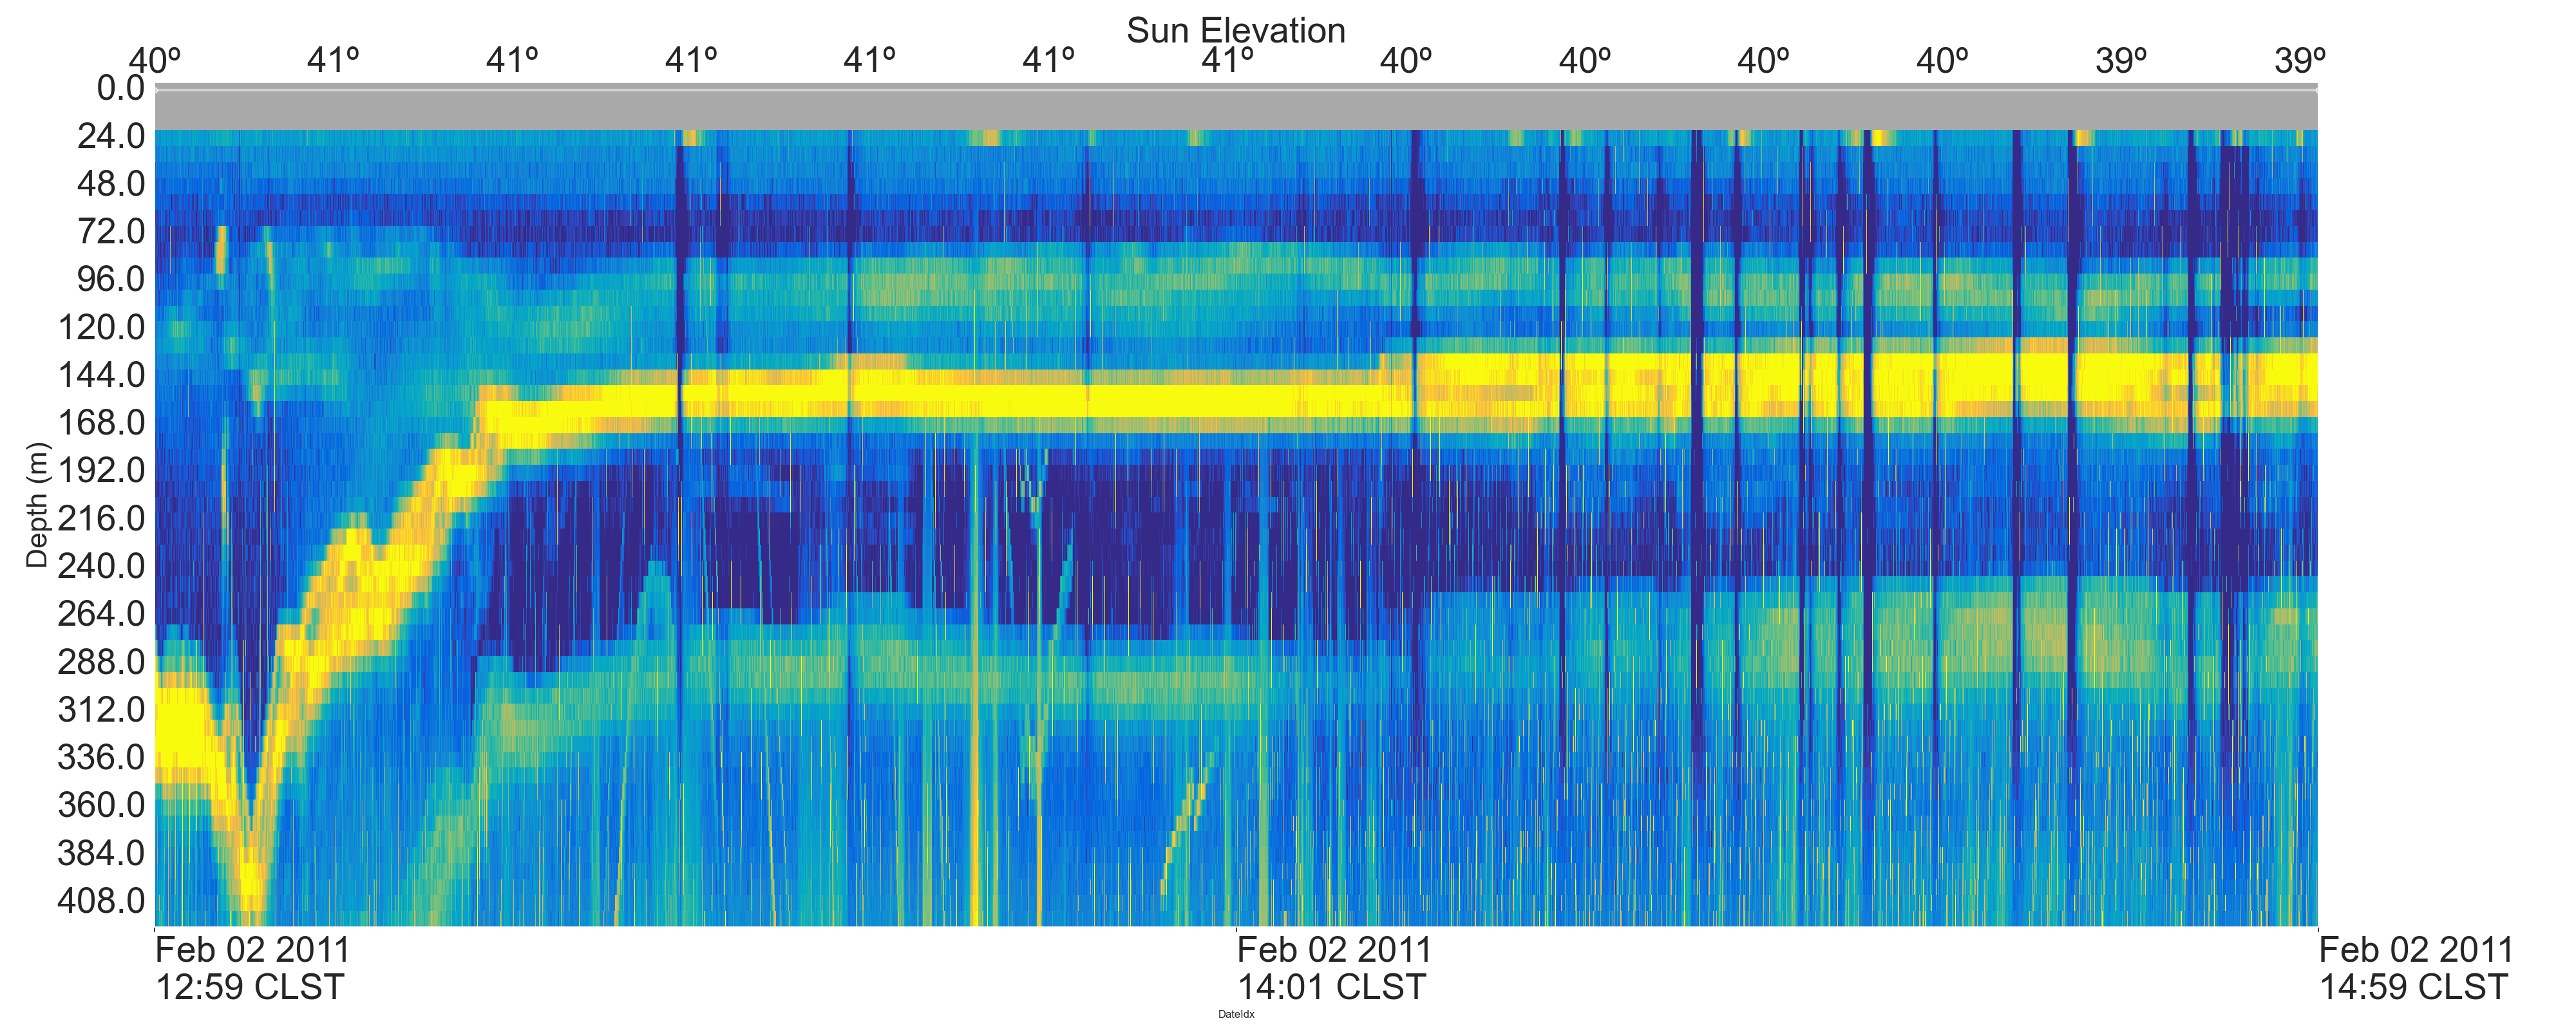 Sun Elevation
40º 41º 41º 41º 41º 41º 41º 40º 40º 40º 40º 39º 39º
0.0
24.0
48.0
72.0
96.0
120.0
144.0
168.0
192.0
216.0
240.0
264.0
288.0
312.0
336.0
360.0
384.0
408.0
Depth (m)
Feb 02 2011
12:59 CLST
Feb 02 2011
14:01 CLST
Feb 02 2011
14:59 CLST
DateIdx